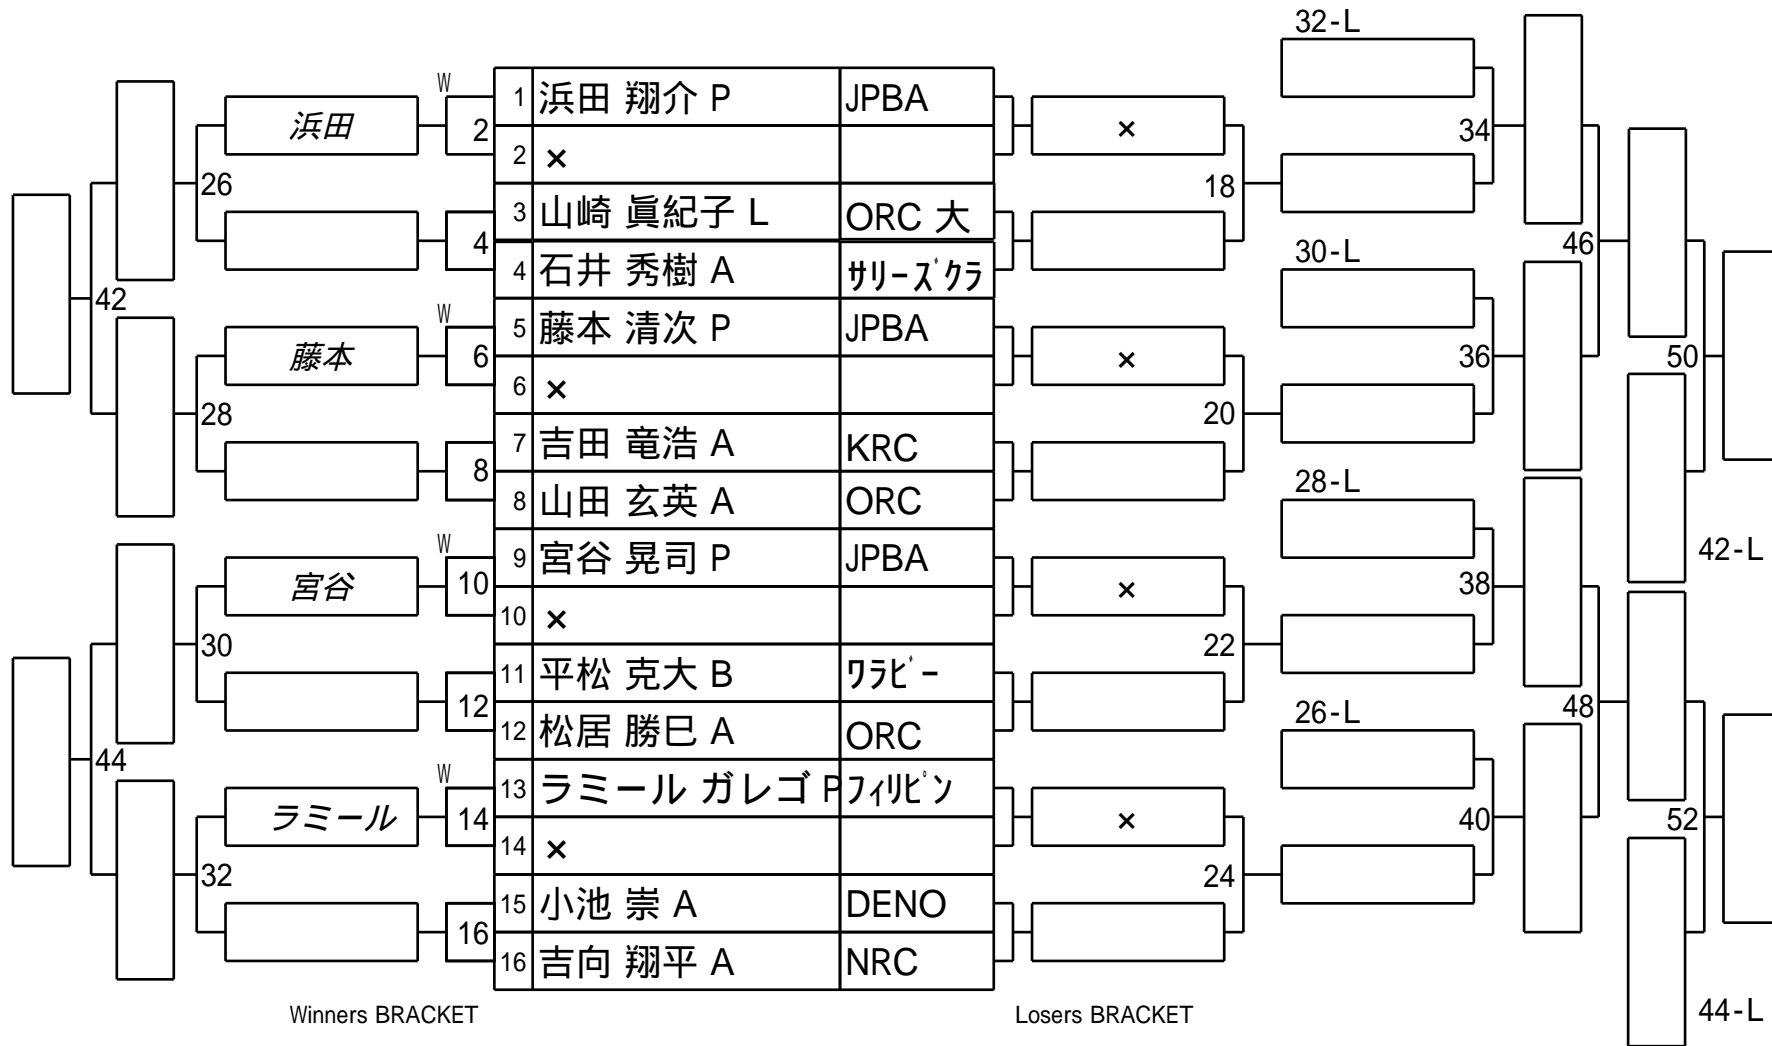 32-L
W
1 浜田 翔介 P JPBA
浜田 2 × 34
2 ×
26 18
3 山崎 眞紀子 L ORC 大
4 46
30-L
4 石井 秀樹 A サリーズクラ
42
W
5 藤本 清次 P JPBA
藤本 6 × 36 50
6 ×
28 20
7 吉田 竜浩 A KRC
8
28-L
8 山田 玄英 A ORC
W
9 宮谷 晃司 P JPBA 42-L
宮谷 10 × 38
10 ×
30 22
11 平松 克大 B ワラビー
12 48
26-L
12 松居 勝巳 A ORC
44
W
13 ラミール ガレゴ P フィリピン
ラミール 14 × 40 52
14 ×
32 24
15 小池 崇 A DENO
16
16 吉向 翔平 A NRC
Winners BRACKET Losers BRACKET 44-L